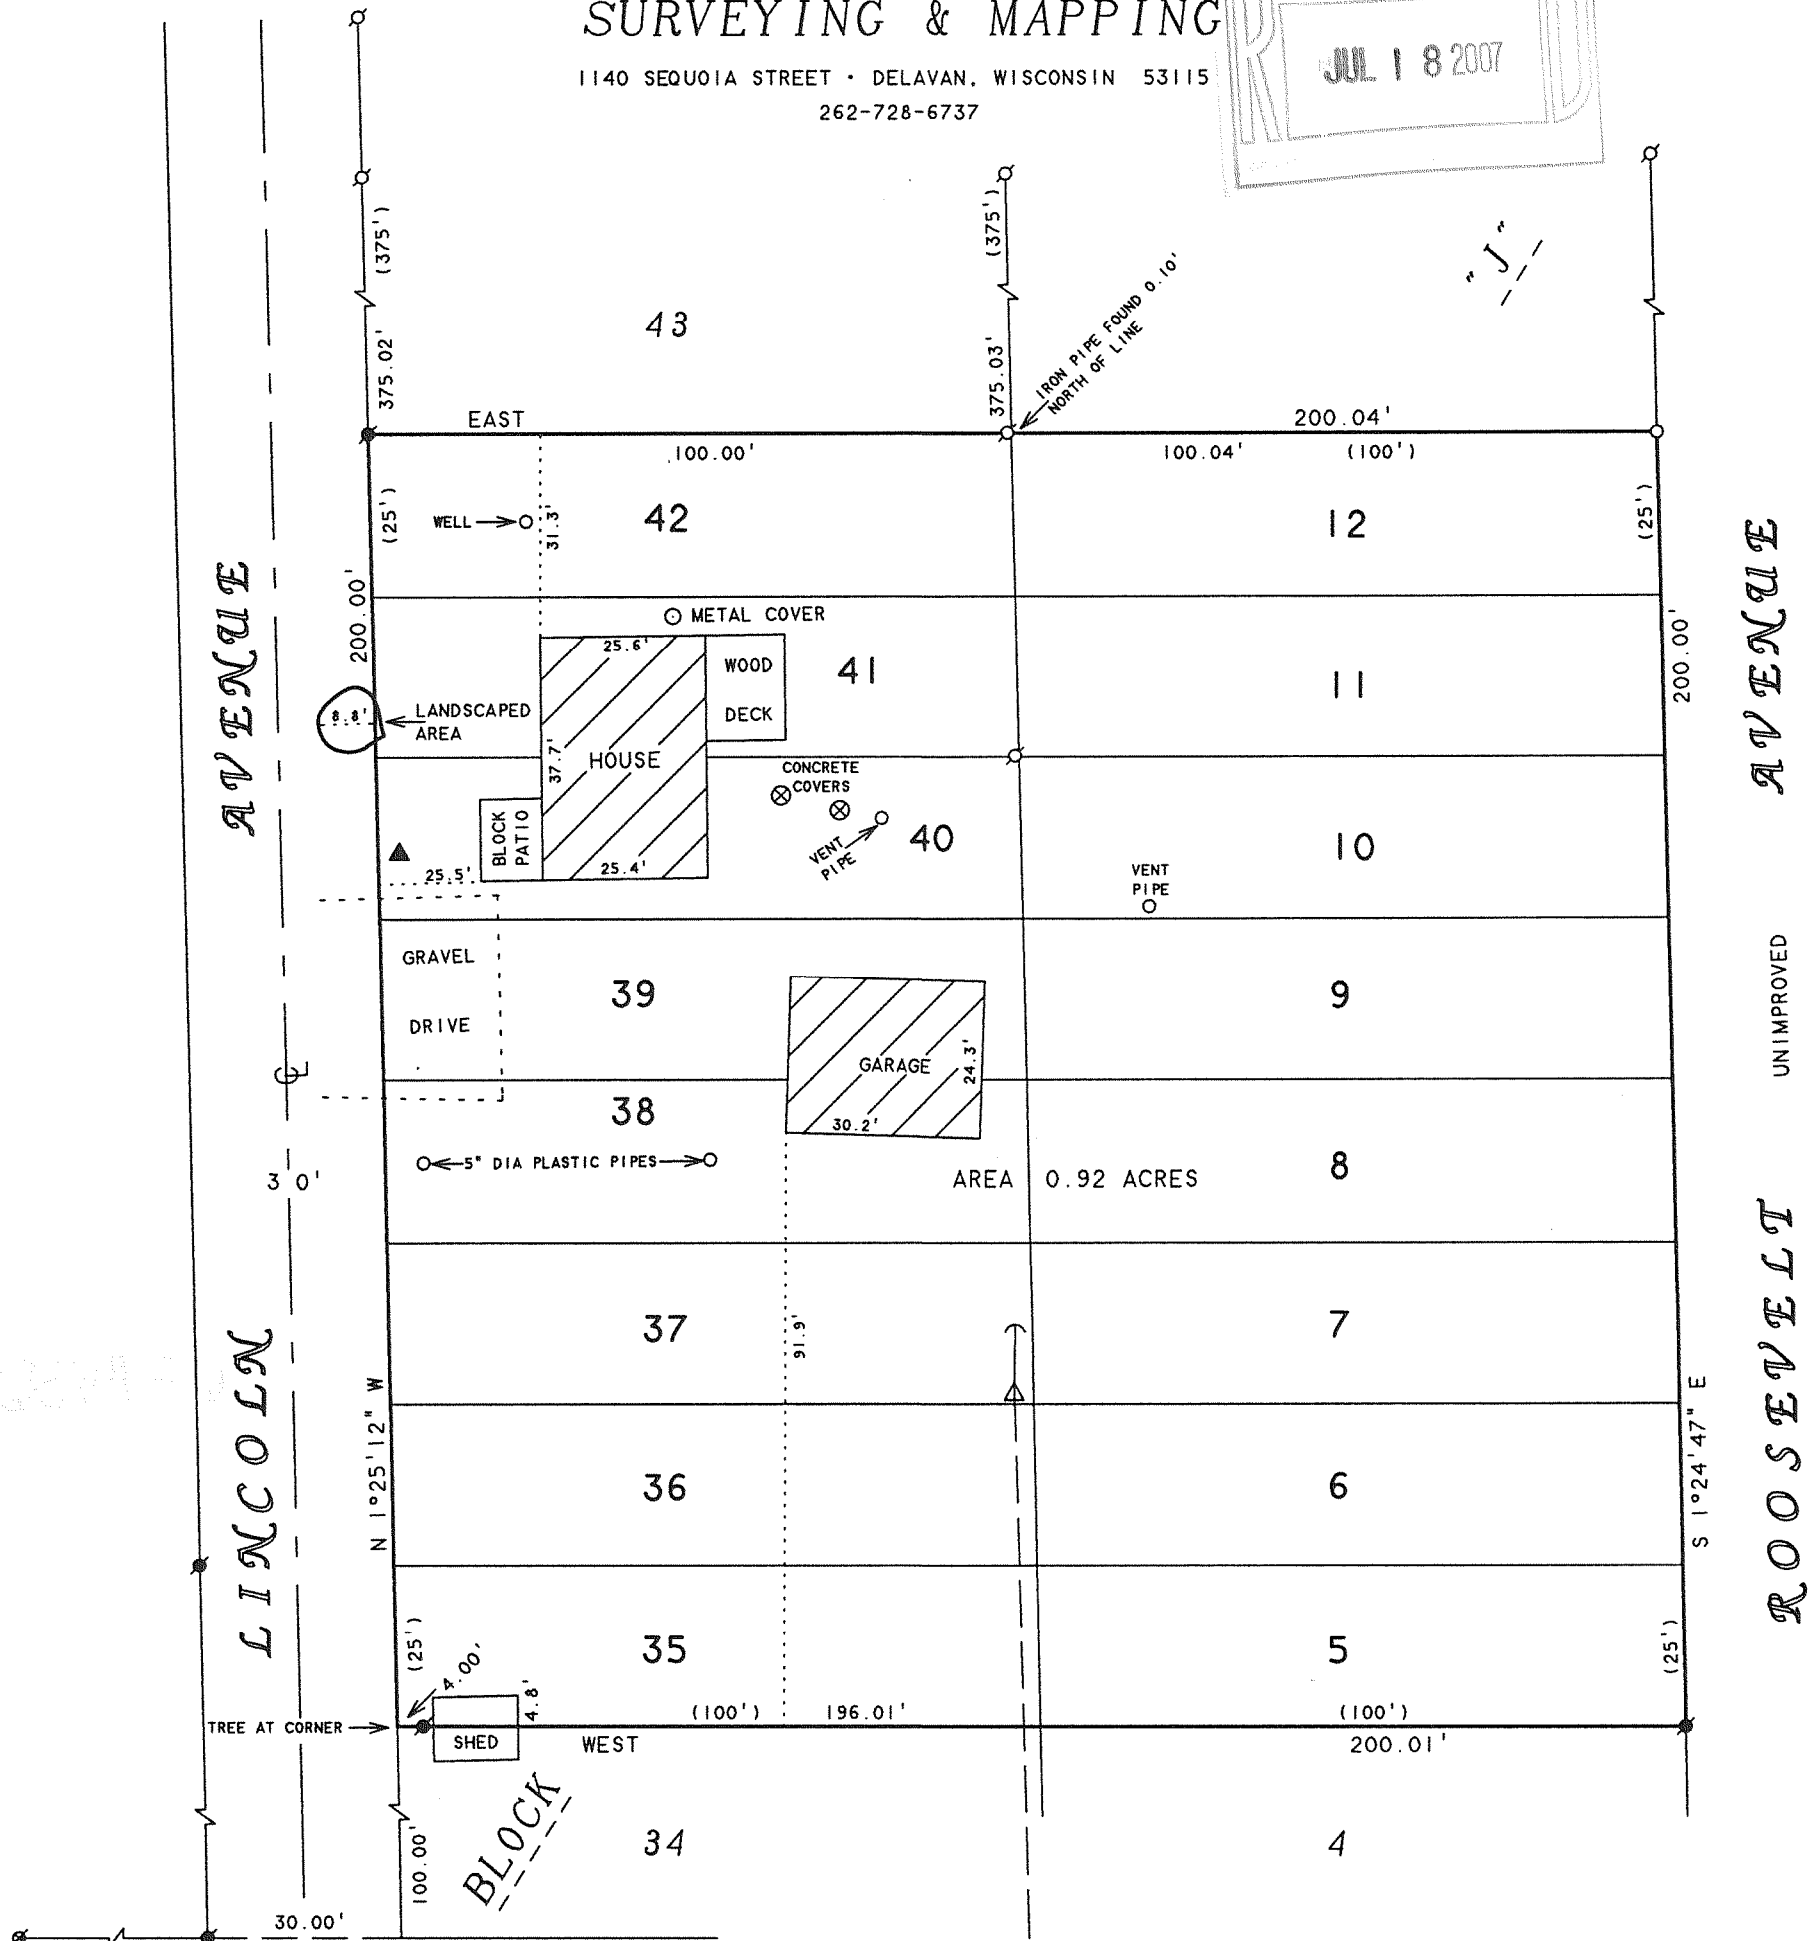 SURVEYING & MAPPING
1140 SEQUOIA STREET · DELAVAN, WISCONSIN 53115
262-728-6737
JUL 18 2007
(375')
(375')
"J"
43
IRON PIPE FOUND 0.10'
NORTH OF LINE
375.02'
375.03'
EAST
200.04'
100.00'
100.04'
(100')
(25')
WELL
31.3'
42
12
(25')
AVENUE
AVENUE
200.00'
200.00'
METAL COVER
25.6'
WOOD
DECK
41
11
8.8'
LANDSCAPED
AREA
37.7'
HOUSE
CONCRETE
COVERS
BLOCK
PATIO
VENT
PIPE
40
10
25.5'
25.4'
VENT
PIPE
GRAVEL
DRIVE
39
9
UNIMPROVED
GARAGE
24.3'
30.2'
38
8
5" DIA PLASTIC PIPES
AREA 0.92 ACRES
30'
LINCOLN
ROOSEVELT
37
91.9'
7
N 1°25'12" W
S 1°24'47" E
36
6
35
5
(25')
(25')
4.00'
4.8'
TREE AT CORNER
SHED
(100')
196.01'
(100')
WEST
200.01'
BLOCK
34
4
100.00'
30.00'